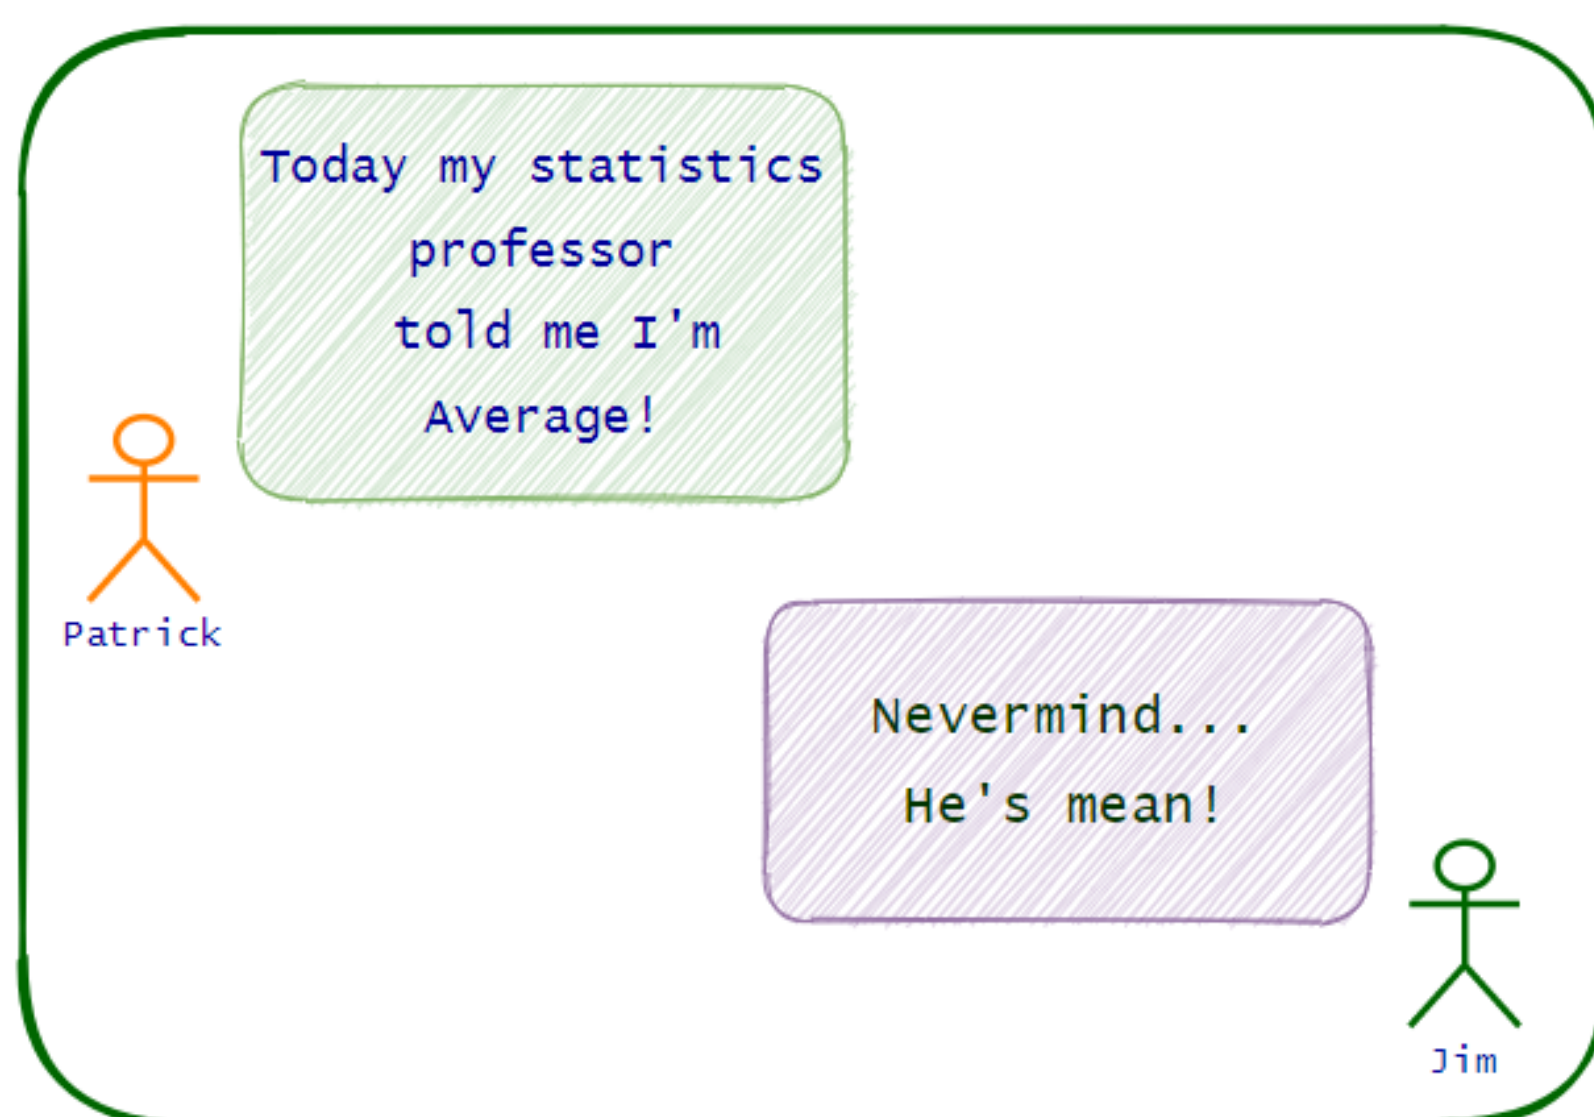 Today my statistics
professor
told me I'm
Average!
Patrick
Nevermind...
He's mean!
Jim